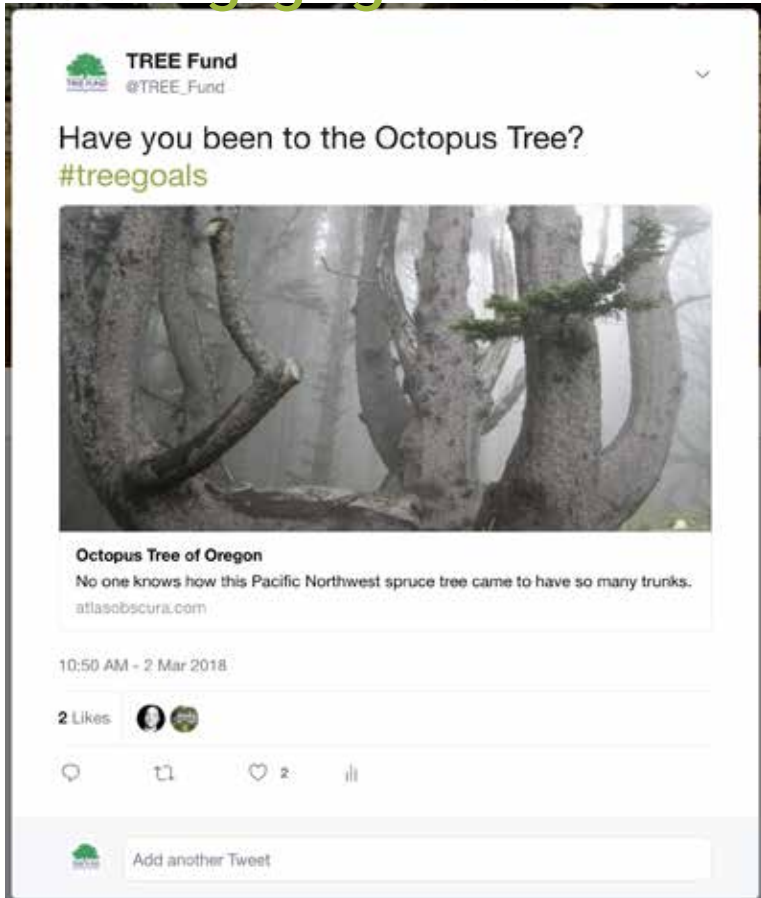 TREE Fund
@TREE_Fund
Have you been to the Octopus Tree?
#treegoals
Octopus Tree of Oregon
No one knows how this Pacific Northwest spruce tree came to have so many trunks.
atlasobscura.com
10:50 AM - 2 Mar 2018
2 Likes
2
Add another Tweet